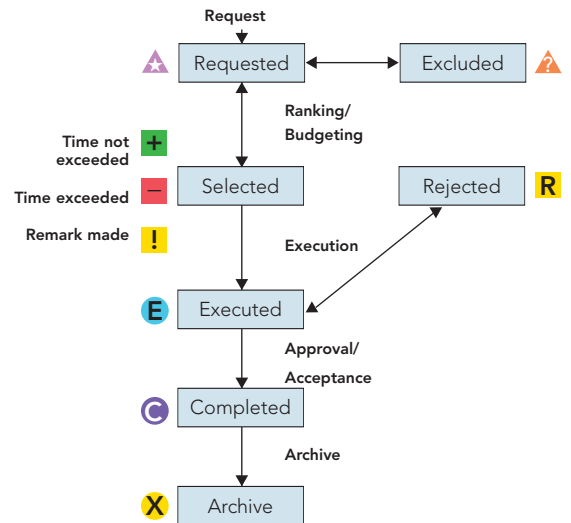 Request
Requested
Excluded
?
Ranking/
Budgeting
Time not
exceeded
+
Time exceeded
−
Selected
Rejected
R
Remark made
!
Execution
E
Executed
Approval/
Acceptance
C
Completed
Archive
X
Archive